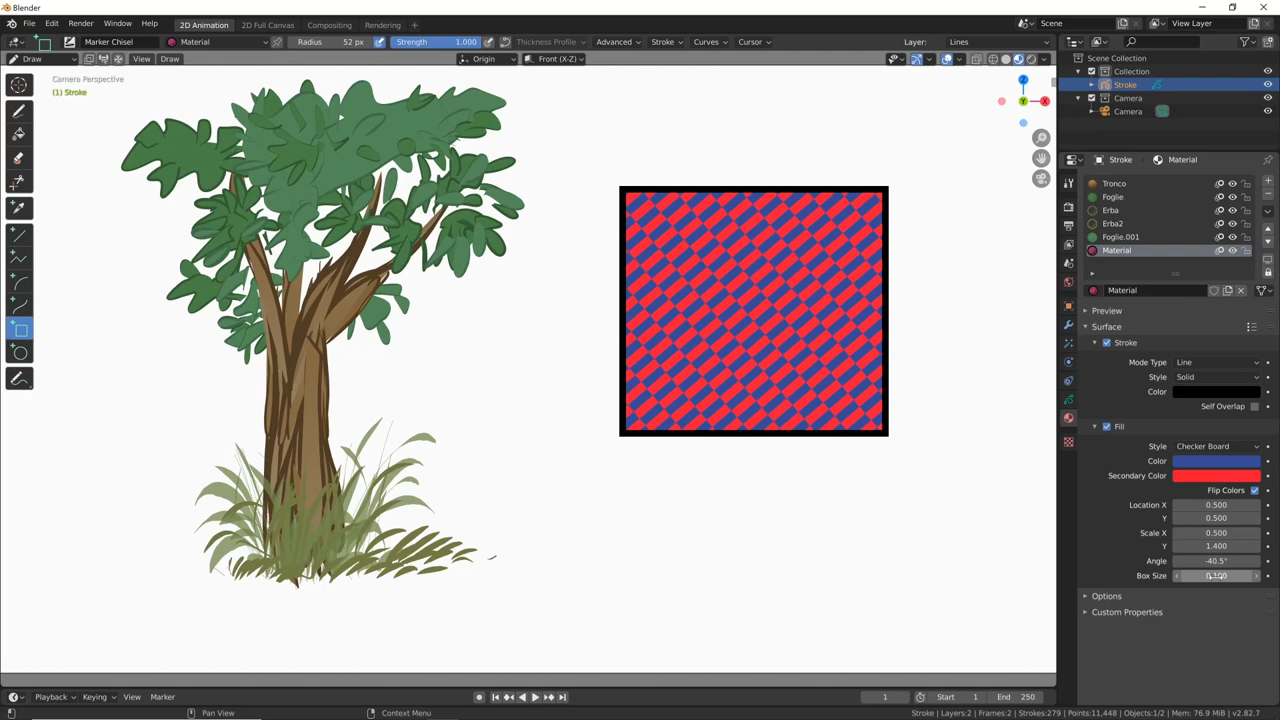 Blender
File Edit Render Window Help 2D Animation 2D Full Canvas Compositing Rendering + Scene View Layer
Marker Chisel Material Radius 52 px Strength 1.000 Thickness Profile Advanced Stroke Curves Cursor Layer: Lines
Draw View Draw Origin Front (X-Z)
Camera Perspective
(1) Stroke
Z
Y
X
Scene Collection
Collection
Stroke
Camera
Camera
Stroke Material
Tronco
Foglie
Erba
Erba2
Foglie.001
Material
Material
Preview
Surface
Stroke
Mode Type Line
Style Solid
Color
Self Overlap
Fill
Style Checker Board
Color
Secondary Color
Flip Colors
Location X 0.500
Y 0.500
Scale X 0.500
Y 1.400
Angle -40.5°
Box Size
Options
Custom Properties
Playback Keying View Marker 1 Start 1 End 250
Pan View Context Menu Stroke | Layers:2 | Frames:2 | Strokes:279 | Points:11,448 | Objects:1/2 | Mem: 76.9 MiB | v2.82.7